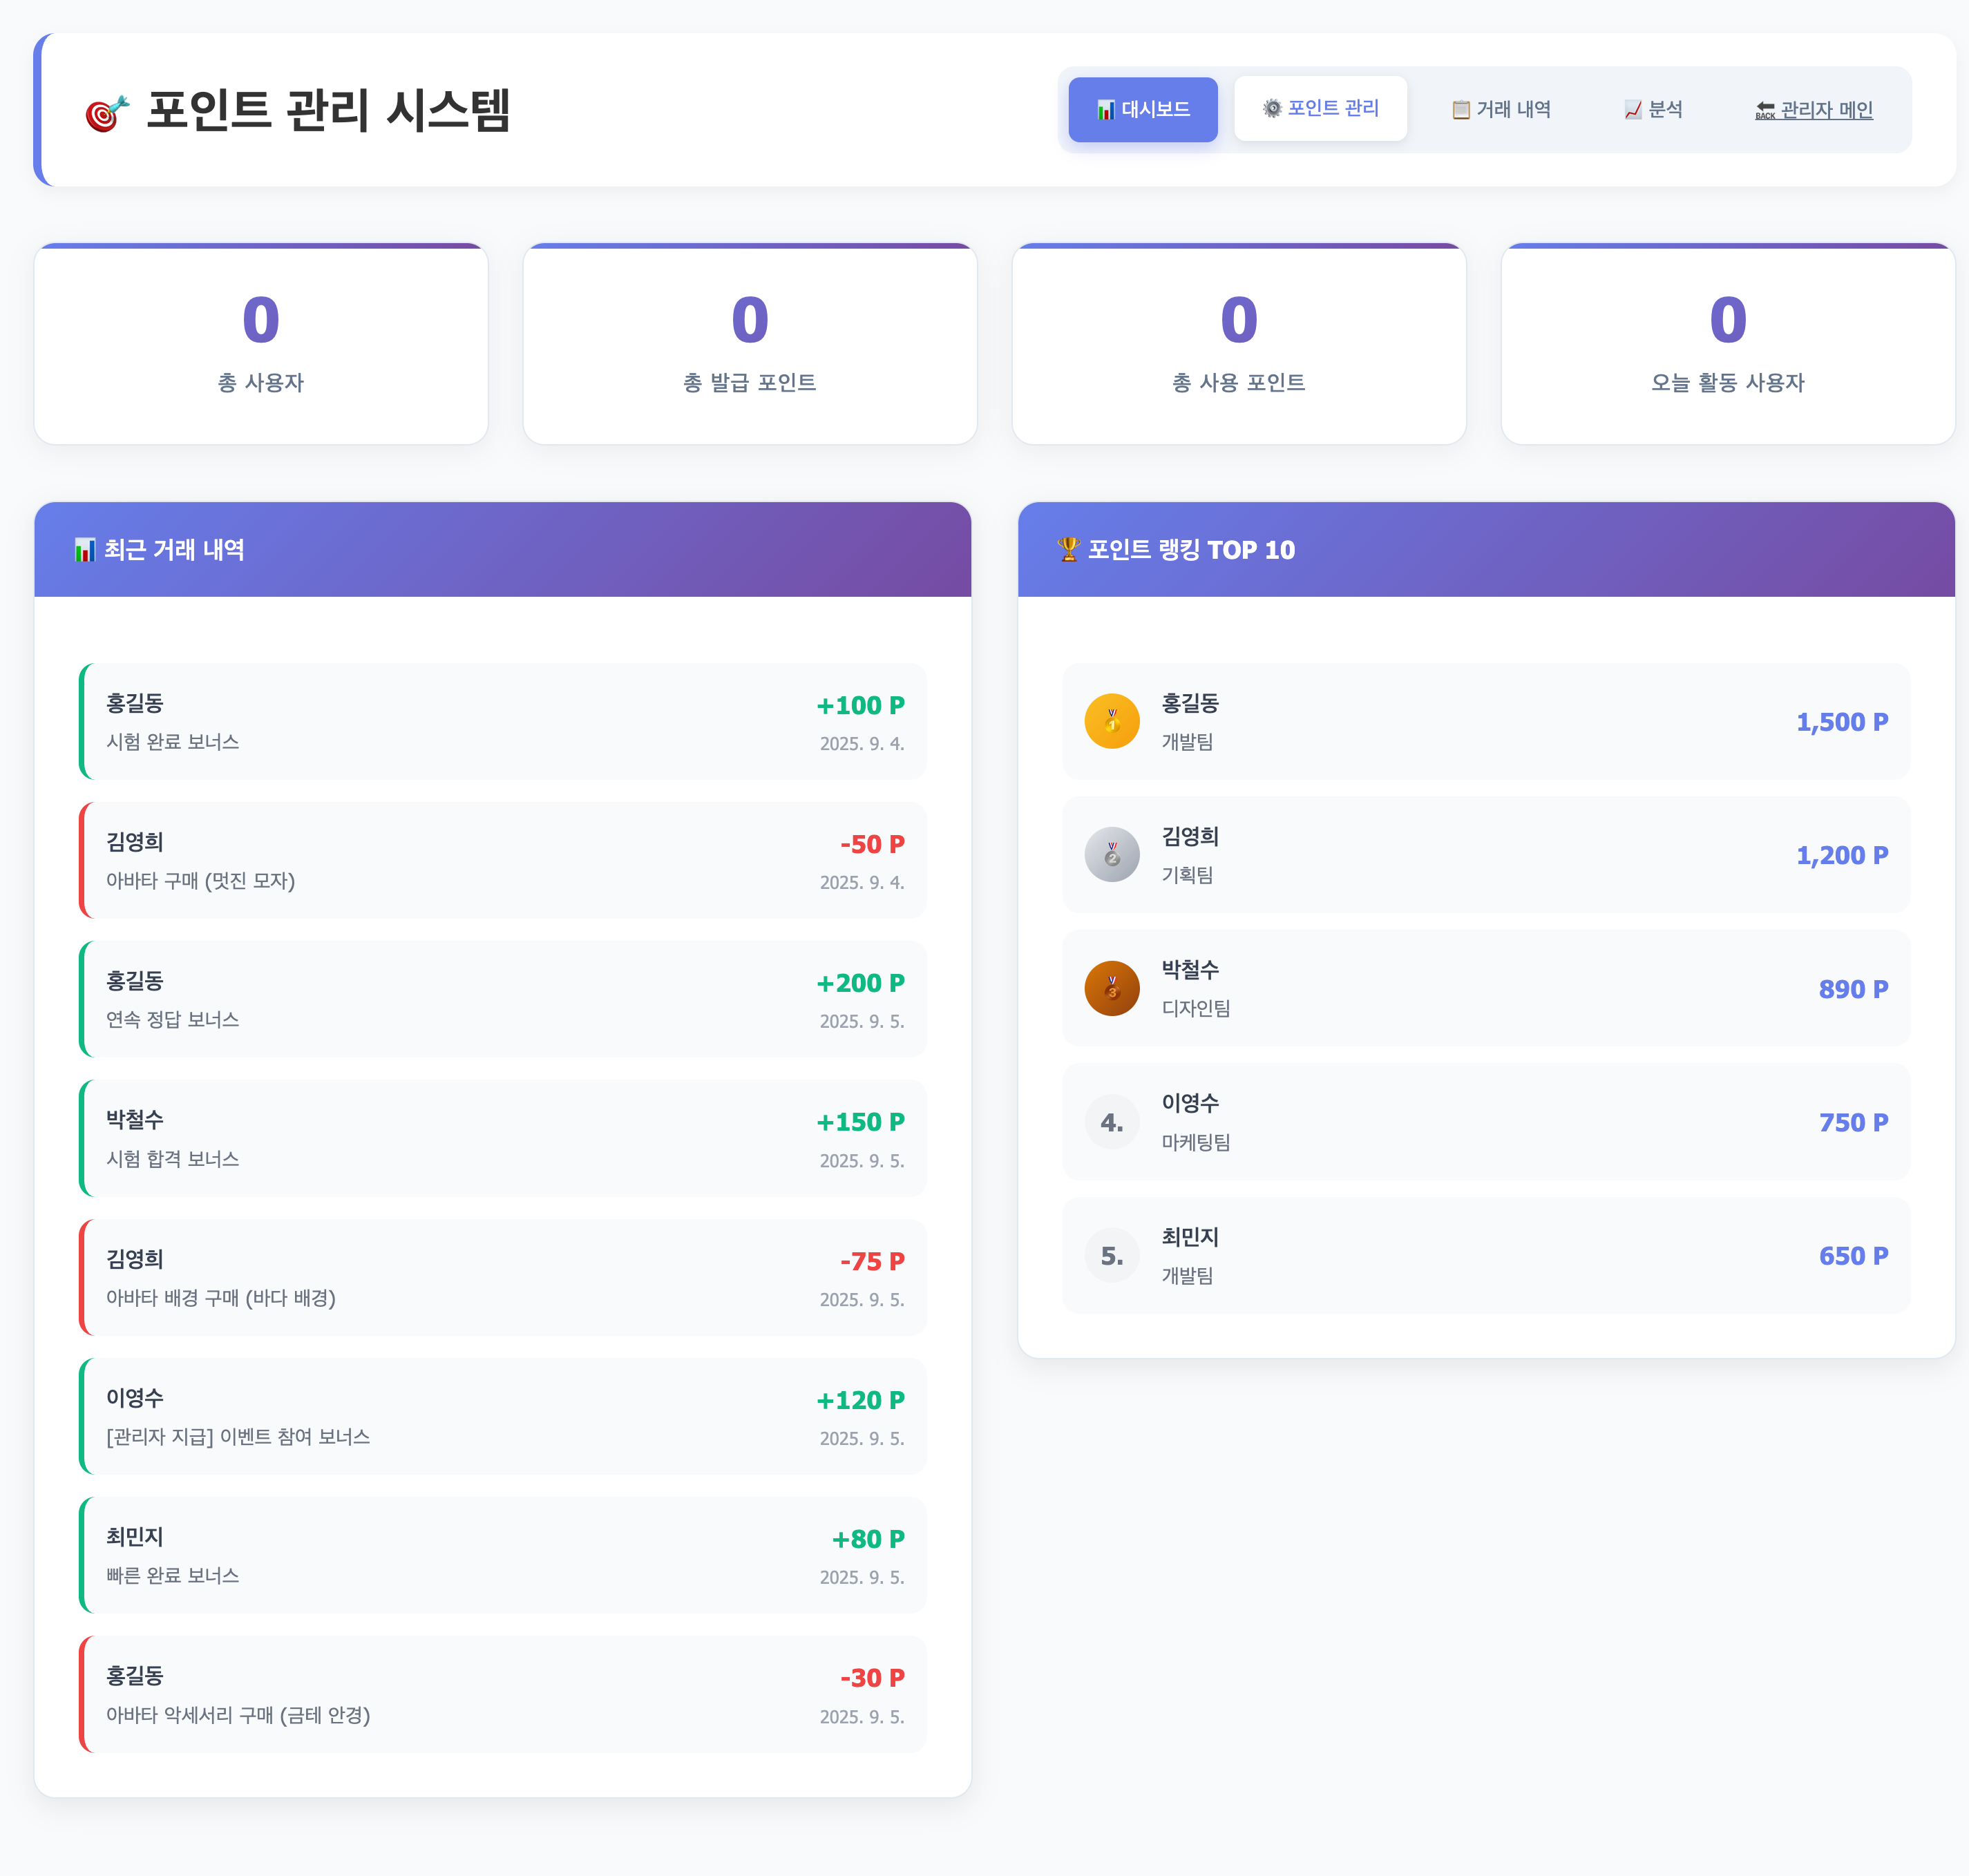 🎯 포인트 관리 시스템
📊 대시보드 ⚙️ 포인트 관리 📋 거래 내역 📈 분석 🔙 관리자 메인
0
총 사용자
0
총 발급 포인트
0
총 사용 포인트
0
오늘 활동 사용자
📊 최근 거래 내역
홍길동
시험 완료 보너스
+100 P
2025. 9. 4.
김영희
아바타 구매 (멋진 모자)
-50 P
2025. 9. 4.
홍길동
연속 정답 보너스
+200 P
2025. 9. 5.
박철수
시험 합격 보너스
+150 P
2025. 9. 5.
김영희
아바타 배경 구매 (바다 배경)
-75 P
2025. 9. 5.
이영수
[관리자 지급] 이벤트 참여 보너스
+120 P
2025. 9. 5.
최민지
빠른 완료 보너스
+80 P
2025. 9. 5.
홍길동
아바타 악세서리 구매 (금테 안경)
-30 P
2025. 9. 5.
🏆 포인트 랭킹 TOP 10
🥇
홍길동
개발팀
1,500 P
🥈
김영희
기획팀
1,200 P
🥉
박철수
디자인팀
890 P
4.
이영수
마케팅팀
750 P
5.
최민지
개발팀
650 P